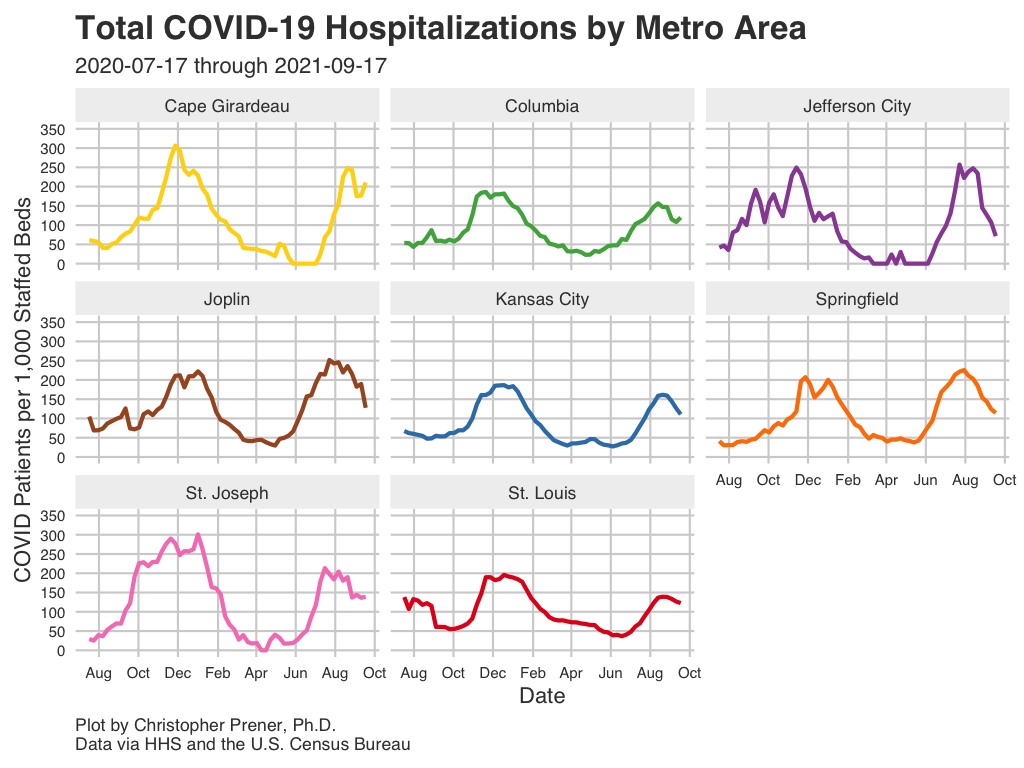 Total COVID-19 Hospitalizations by Metro Area
2020-07-17 through 2021-09-17
Cape Girardeau
Columbia
Jefferson City
350
300
250
200
150
100
50
0
Joplin
Kansas City
Springfield
350
300
250
200
150
100
50
0
Aug Oct Dec Feb Apr Jun Aug Oct
St. Joseph
St. Louis
350
300
250
200
150
100
50
0
Aug Oct Dec Feb Apr Jun Aug Oct
Aug Oct Dec Feb Apr Jun Aug Oct
COVID Patients per 1,000 Staffed Beds
Date
Plot by Christopher Prener, Ph.D.
Data via HHS and the U.S. Census Bureau